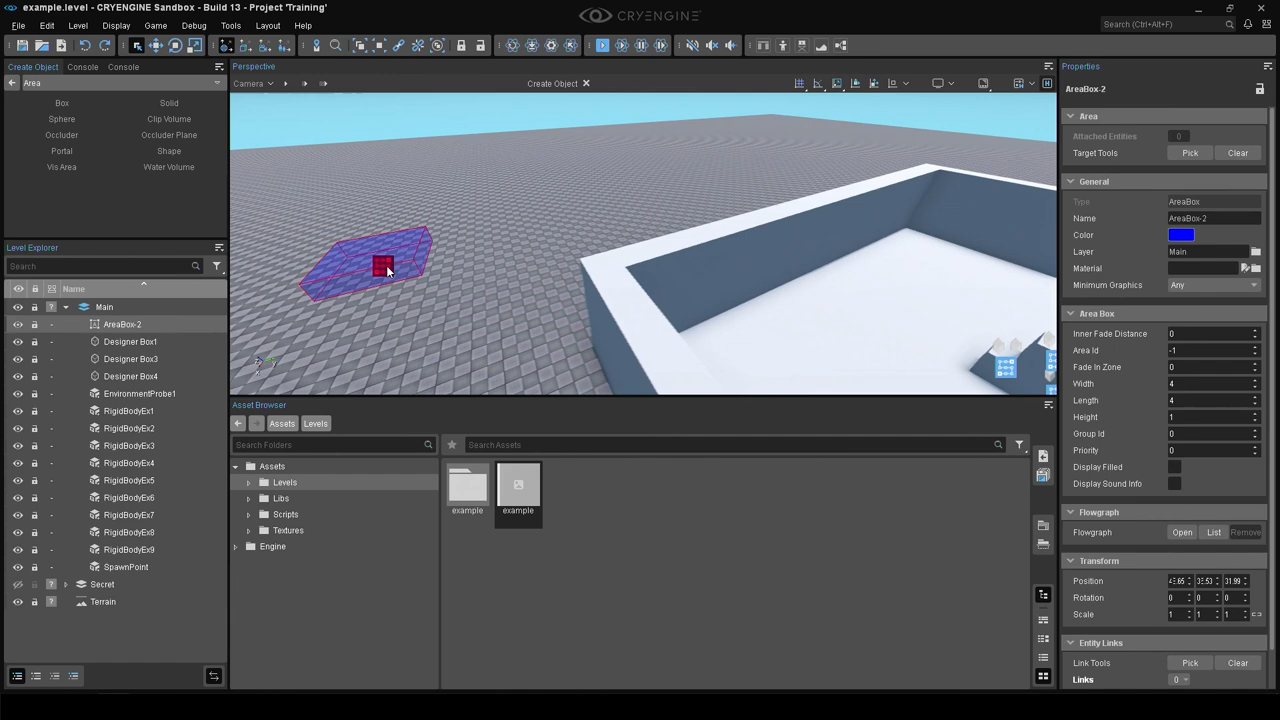 example.level - CRYENGINE Sandbox - Build 13 - Project 'Training'
CRYENGINE
File Edit Level Display Game Debug Tools Layout Help
Search (Ctrl+Alt+F)
Create Object Console Console
Area
Box Solid
Sphere Clip Volume
Occluder Occluder Plane
Portal Shape
Vis Area Water Volume
Level Explorer
Search
Name
? Main
- AreaBox-2
- Designer Box1
- Designer Box3
- Designer Box4
- EnvironmentProbe1
- RigidBodyEx1
- RigidBodyEx2
- RigidBodyEx3
- RigidBodyEx4
- RigidBodyEx5
- RigidBodyEx6
- RigidBodyEx7
- RigidBodyEx8
- RigidBodyEx9
- SpawnPoint
? Secret
? Terrain
Perspective
Camera
Create Object
H
Asset Browser
Assets Levels
Search Folders
Search Assets
Assets
Levels
Libs
Scripts
Textures
Engine
example example
Properties
AreaBox-2
Area
Attached Entities 0
Target Tools Pick Clear
General
Type AreaBox
Name AreaBox-2
Color
Layer Main
Material
Minimum Graphics Any
Area Box
Inner Fade Distance 0
Area Id -1
Fade In Zone 0
Width 4
Length 4
Height 1
Group Id 0
Priority 0
Display Filled
Display Sound Info
Flowgraph
Flowgraph Open List Remove
Transform
Position 31.99
Rotation 0 0 0
Scale 1 1 1
Entity Links
Link Tools Pick Clear
Links 0